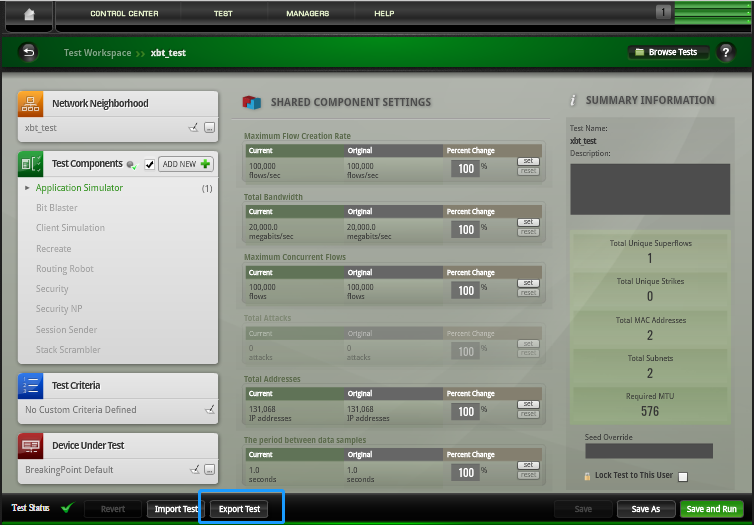 CONTROL CENTER TEST MANAGERS HELP 1
Test Workspace >> xbt_test Browse Tests ?
Network Neighborhood
xbt_test
Test Components ADD NEW
Application Simulator (1)
Bit Blaster
Client Simulation
Recreate
Routing Robot
Security
Security NP
Session Sender
Stack Scrambler
Test Criteria
No Custom Criteria Defined
Device Under Test
BreakingPoint Default
SHARED COMPONENT SETTINGS
Maximum Flow Creation Rate
Current Original Percent Change
100,000 100,000 100 % set
flows/sec flows/sec reset
Total Bandwidth
Current Original Percent Change
20,000.0 20,000.0 100 % set
megabits/sec megabits/sec reset
Maximum Concurrent Flows
Current Original Percent Change
100,000 100,000 100 % set
flows flows reset
Total Attacks
Current Original Percent Change
0 0 100 % set
attacks attacks reset
Total Addresses
Current Original Percent Change
131,068 131,068 100 % set
IP addresses IP addresses reset
The period between data samples
Current Original Percent Change
1.0 1.0 100 % set
seconds seconds reset
i SUMMARY INFORMATION
Test Name:
xbt_test
Description:
Total Unique Superflows
1
Total Unique Strikes
0
Total MAC Addresses
2
Total Subnets
2
Required MTU
576
Seed Override
Lock Test to This User
Test Status Revert Import Test Export Test Save Save As Save and Run